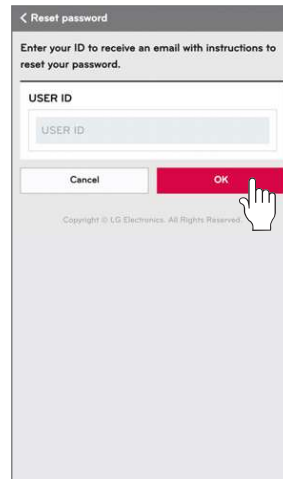 < Reset password
Enter your ID to receive an email with instructions to
reset your password.
USER ID
USER ID
Cancel OK
Copyright © LG Electronics. All Rights Reserved.